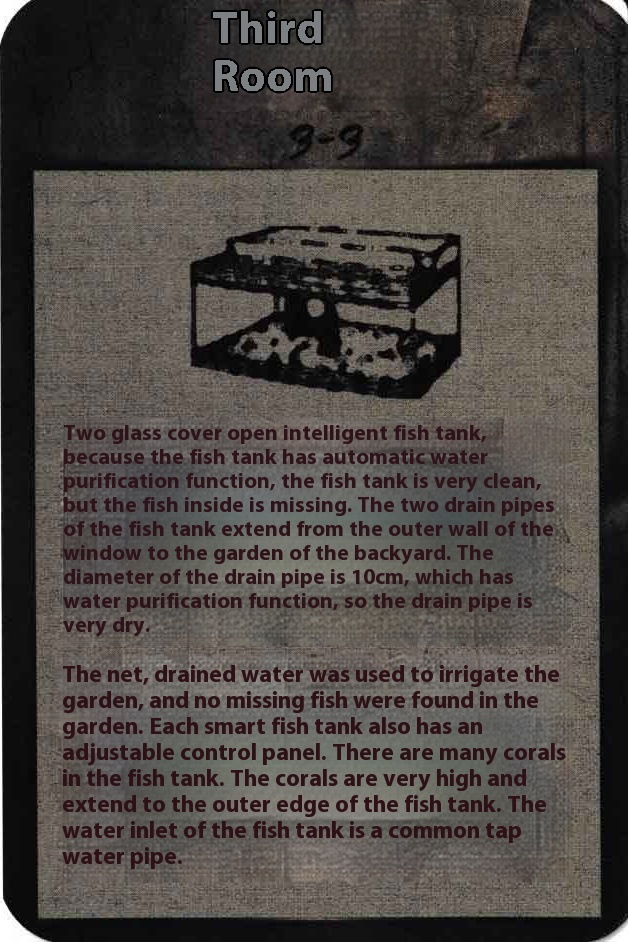 Third
Room
3-3
Two glass cover open intelligent fish tank,
because the fish tank has automatic water
purification function, the fish tank is very clean,
but the fish inside is missing. The two drain pipes
of the fish tank extend from the outer wall of the
window to the garden of the backyard. The
diameter of the drain pipe is 10cm, which has
water purification function, so the drain pipe is
very dry.
The net, drained water was used to irrigate the
garden, and no missing fish were found in the
garden. Each smart fish tank also has an
adjustable control panel. There are many corals
in the fish tank. The corals are very high and
extend to the outer edge of the fish tank. The
water inlet of the fish tank is a common tap
water pipe.